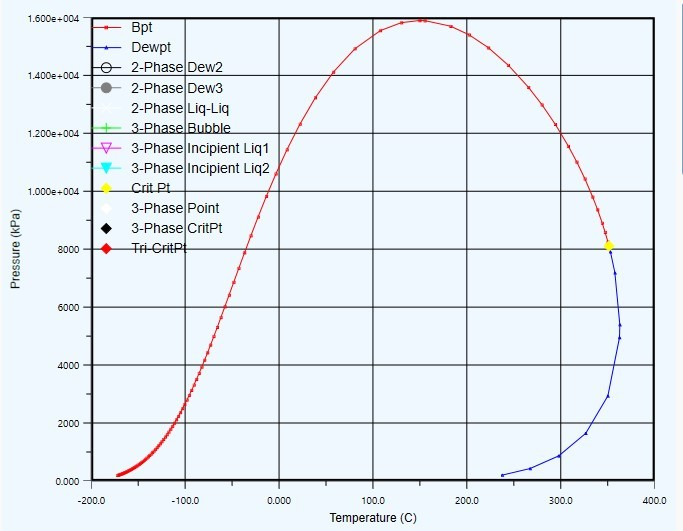 1.600e+004
Bpt
Dewpt
2-Phase Dew2
1.400e+004
2-Phase Dew3
2-Phase Liq-Liq
1.200e+004
3-Phase Bubble
3-Phase Incipient Liq1
3-Phase Incipient Liq2
1.000e+004
Crit Pt
3-Phase Point
3-Phase CritPt
8000
Tri-CritPt
Pressure (kPa)
6000
4000
2000
0.000
-200.0 -100.0 0.000 100.0 200.0 300.0 400.0
Temperature (C)